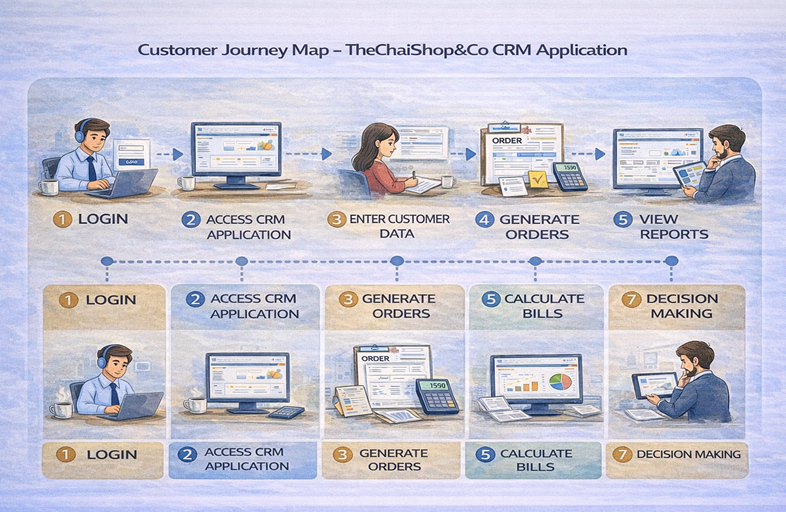 Customer Journey Map – TheChaiShop&Co CRM Application
ORDER
1590
1 LOGIN
2 ACCESS CRM
APPLICATION
3 ENTER CUSTOMER
DATA
4 GENERATE
ORDERS
5 VIEW
REPORTS
1 LOGIN
2 ACCESS CRM
APPLICATION
3 GENERATE
ORDERS
5 CALCULATE
BILLS
7 DECISION
MAKING
ORDER
1590
1 LOGIN
2 ACCESS CRM
APPLICATION
3 GENERATE
ORDERS
5 CALCULATE
BILLS
7 DECISION MAKING